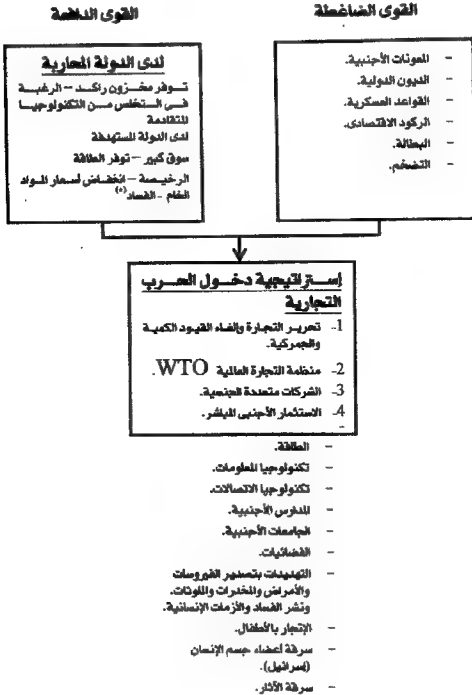 القوى الضاغطة
- المعونات الأجنبية.
- الديون الدولية.
- القواعد العسكرية.
- الركود الاقتصادى.
- البطالة.
- التضخم.
القوى الدافعة
لدى الدولة المحاربة
توفر مخزون راكد – الرغبة
فى التخلص من التكنولوجيا
المتقادمة
لدى الدولة المستهدفة
سوق كبير – توفر الطاقة
الرخيصة – انخفاض أسعار المواد
الخام - الفساد(*)
إستراتيجية دخول الحرب
التجارية
1- تحرير التجارة وإلغاء القيود الكمية
والجمركية.
2- منظمة التجارة العالمية WTO.
3- الشركات متعددة الجنسية.
4- الاستثمار الأجنبى المباشر.
-
- الطاقة.
- تكنولوجيا المعلومات.
- تكنولوجيا الاتصالات.
- المدارس الأجنبية.
- الجامعات الأجنبية.
- الفضائيات.
- التهديدات بتصدير الفيروسات
والأمراض والمخدرات والملوثات.
ونشر الفساد والأزمات الإنسانية.
- الإتجار بالأطفال.
- سرقة أعضاء جسم الإنسان
(إسرائيل).
- سرقة الآثار.